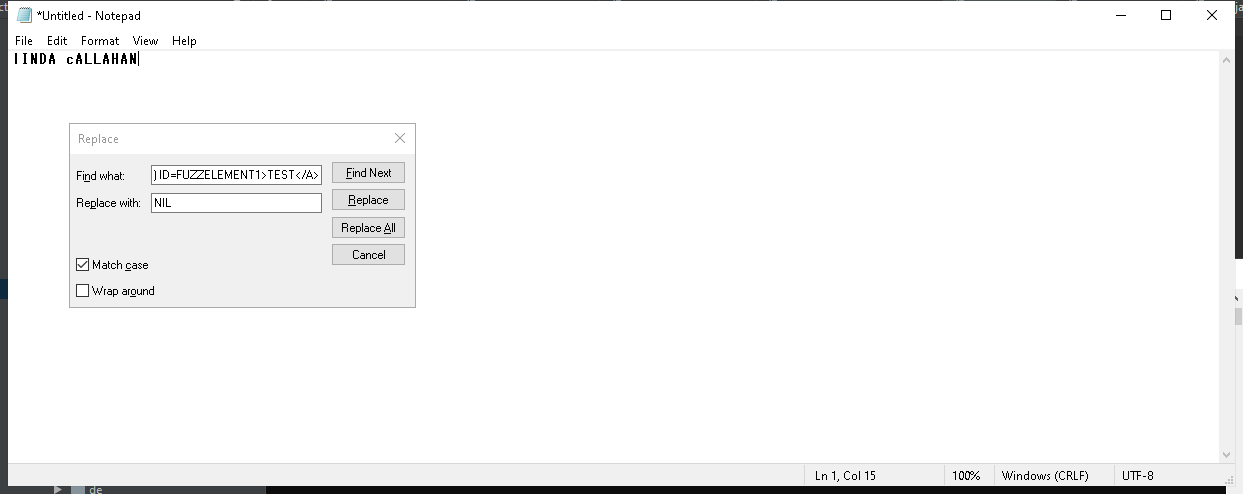 *Untitled - Notepad
File Edit Format View Help
lINDA cALLAHAN
Replace
Find what: )ID=FUZZELEMENT1>TEST</A> Find Next
Replace with: NIL Replace
Replace All
Cancel
Match case
Wrap around
Ln 1, Col 15 100% Windows (CRLF) UTF-8
de